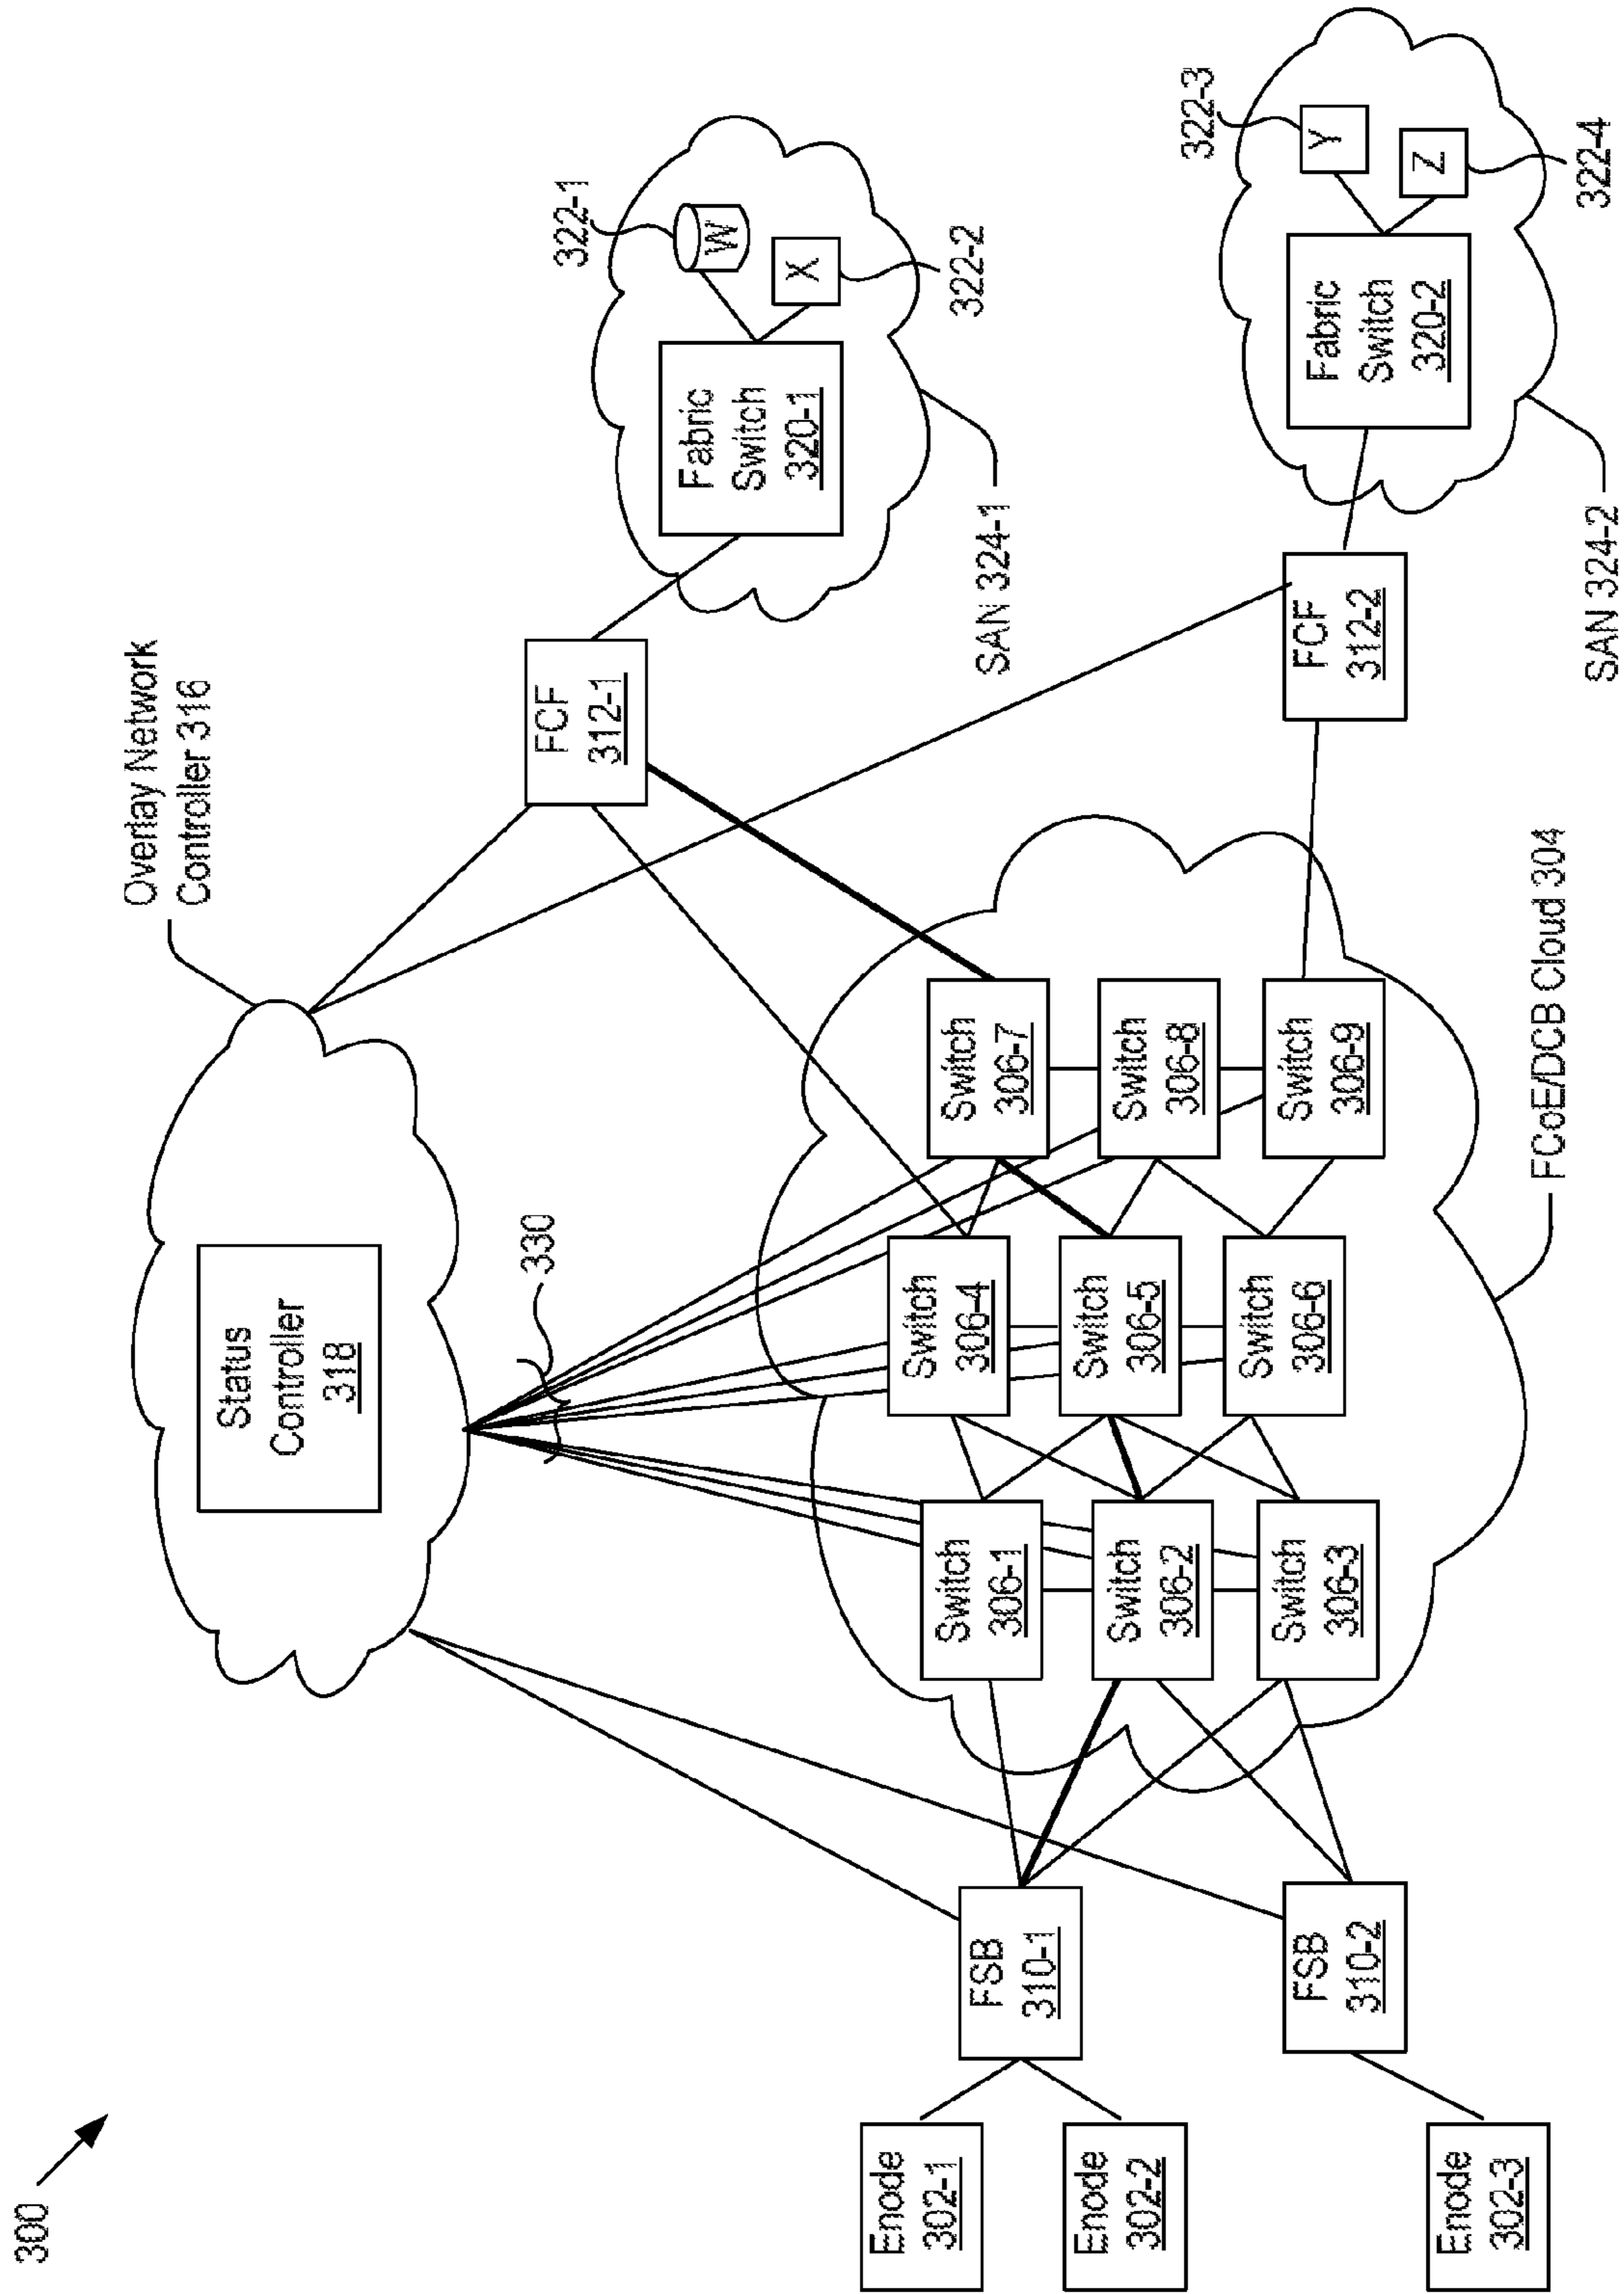 300
Overlay Network
Controller 316
Status
Controller
318
330
FCF
312-1
322-1
W
X
322-2
Fabric
Switch
320-1
SAN 324-1
322-3
Y
Z
322-4
Fabric
Switch
320-2
SAN 324-2
FCF
312-2
Enode
302-1
Enode
302-2
Enode
302-3
FSB
310-1
FSB
310-2
Switch
306-1
Switch
306-2
Switch
306-3
Switch
306-4
Switch
306-5
Switch
306-6
Switch
306-7
Switch
306-8
Switch
306-9
FCoE/DCB Cloud 304